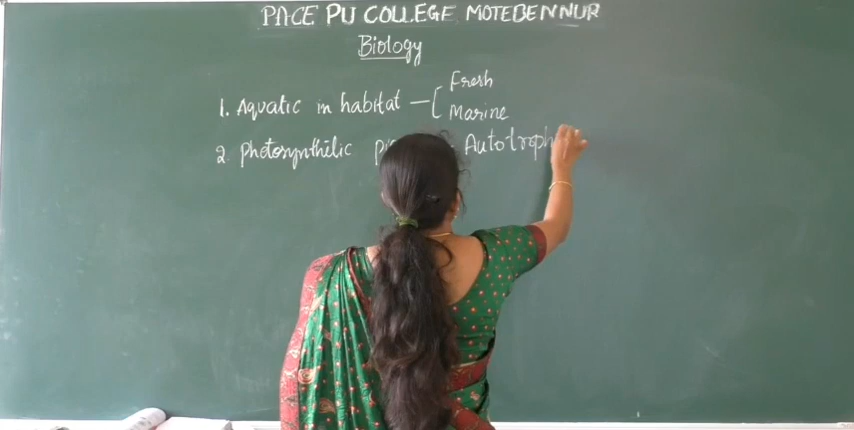 PACE PU COLLEGE MOTEBENNUR
Biology
1. Aquatic in habitat — [ Fresh
Marine
2. Photosynthetic - Autotroph